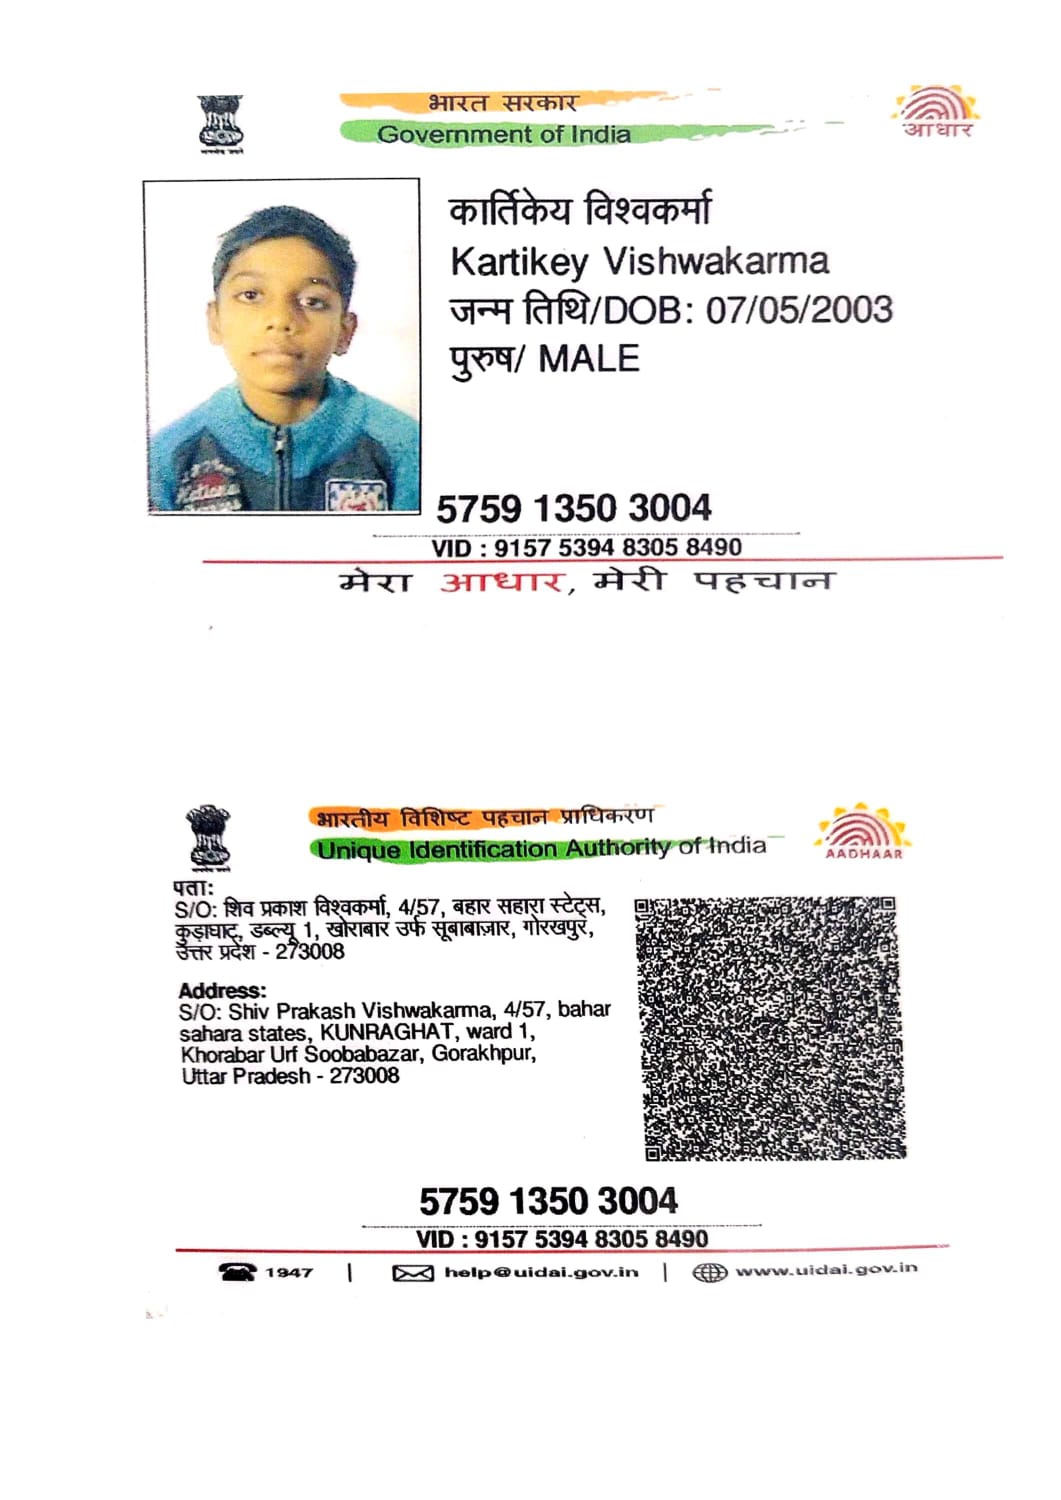 भारत सरकार
Government of India
आधार
कार्तिकेय विश्वकर्मा
Kartikey Vishwakarma
जन्म तिथि/DOB: 07/05/2003
पुरुष/ MALE
5759 1350 3004
VID : 9157 5394 8305 8490
मेरा आधार, मेरी पहचान
भारतीय विशिष्ट पहचान प्राधिकरण
Unique Identification Authority of India
AADHAAR
पता:
S/O: शिव प्रकाश विश्वकर्मा, 4/57, बहार सहारा स्टेट्स,
कुड़ाघाट, डब्ल्यू 1, खोराबार उर्फ सूबाबाज़ार, गोरखपुर,
उत्तर प्रदेश - 273008
Address:
S/O: Shiv Prakash Vishwakarma, 4/57, bahar
sahara states, KUNRAGHAT, ward 1,
Khorabar Urf Soobabazar, Gorakhpur,
Uttar Pradesh - 273008
5759 1350 3004
VID : 9157 5394 8305 8490
1947 | help@uidai.gov.in | www.uidai.gov.in